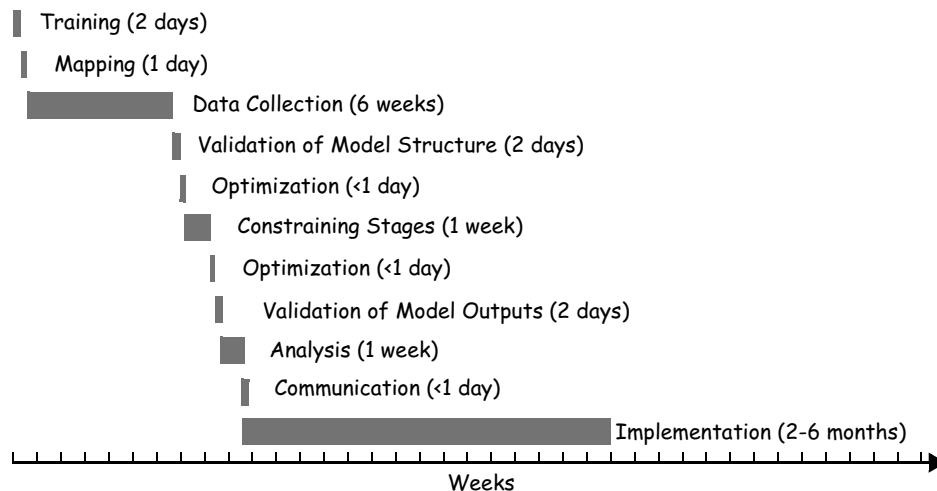 Training (2 days)
Mapping (1 day)
Data Collection (6 weeks)
Validation of Model Structure (2 days)
Optimization (<1 day)
Constraining Stages (1 week)
Optimization (<1 day)
Validation of Model Outputs (2 days)
Analysis (1 week)
Communication (<1 day)
Implementation (2-6 months)
Weeks